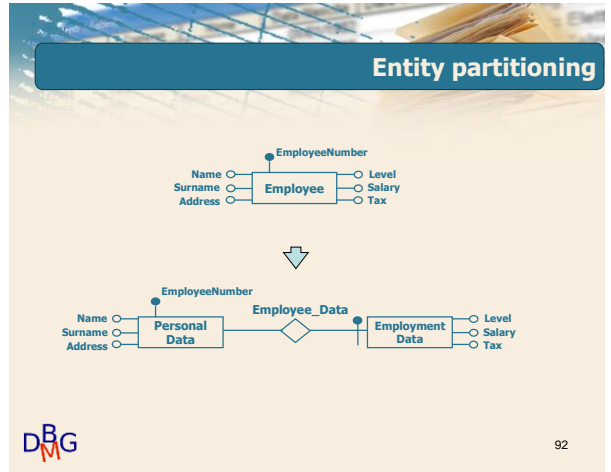 Entity partitioning
EmployeeNumber
Name
Level
Surname
Employee
Salary
Address
Tax
EmployeeNumber
Employee_Data
Name
Personal
Data
Employment
Data
Level
Surname
Salary
Address
Tax
DBMG
92